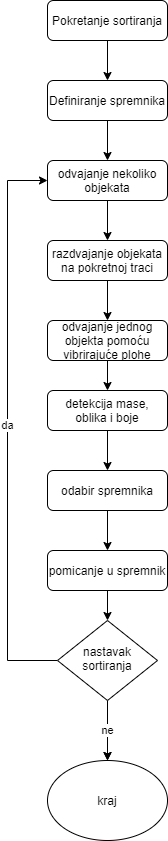 Pokretanje sortiranja
Definiranje spremnika
odvajanje nekoliko
objekata
razdvajanje objekata
na pokretnoj traci
odvajanje jednog
objekta pomoću
vibrirajuće plohe
detekcija mase,
oblika i boje
odabir spremnika
pomicanje u spremnik
nastavak
sortiranja
da
ne
kraj